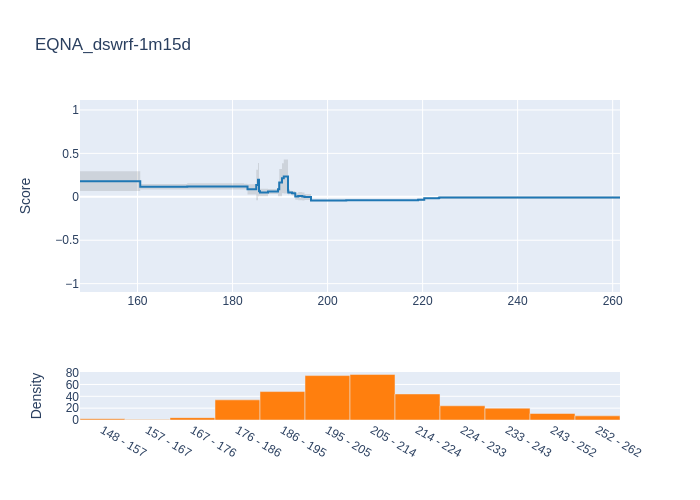 EQNA_dswrf-1m15d
Score
1
0.5
0
−0.5
−1
160 180 200 220 240 260
Density
80
60
40
20
0
148 - 157 157 - 167 167 - 176 176 - 186 186 - 195 195 - 205 205 - 214 214 - 224 224 - 233 233 - 243 243 - 252 252 - 262